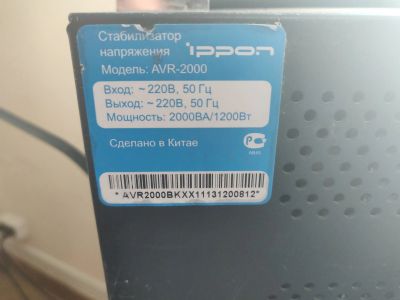 Стабилизатор
напряжения
ippon
Модель: AVR-2000
Вход: ~220В, 50 Гц
Выход: ~220В, 50 Гц
Мощность: 2000ВА/1200Вт
Сделано в Китае
* AVR2000BKXX11131200812*